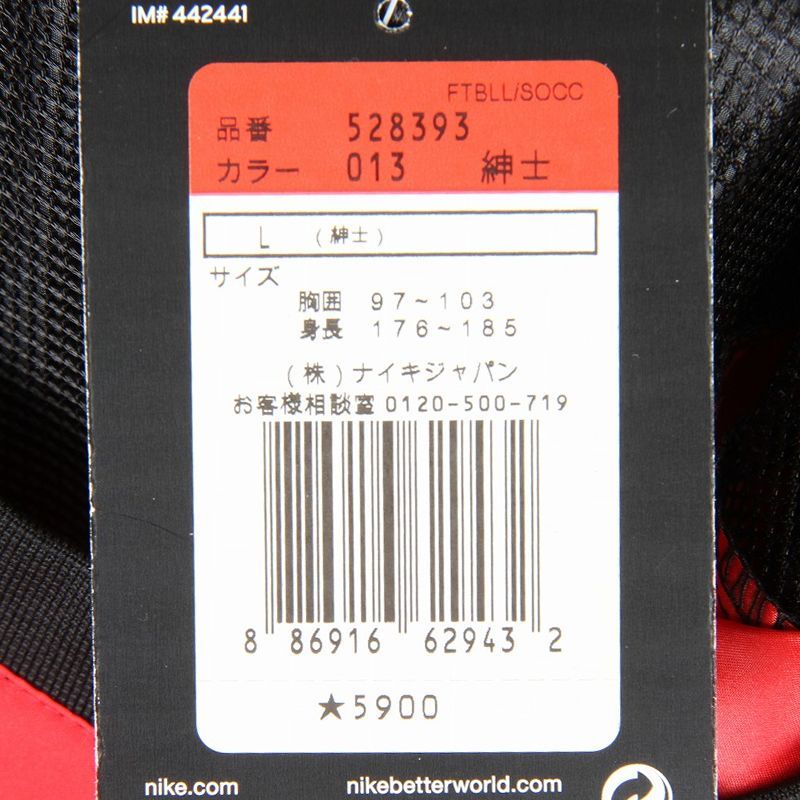 IM# 442441
FTBLL/SOCC
品番 528393
カラー 013 紳士
L (紳士)
サイズ
胸囲 97~103
身長 176~185
(株)ナイキジャパン
お客様相談室 0120-500-719
8 86916 62943 2
★5900
nike.com nikebetterworld.com